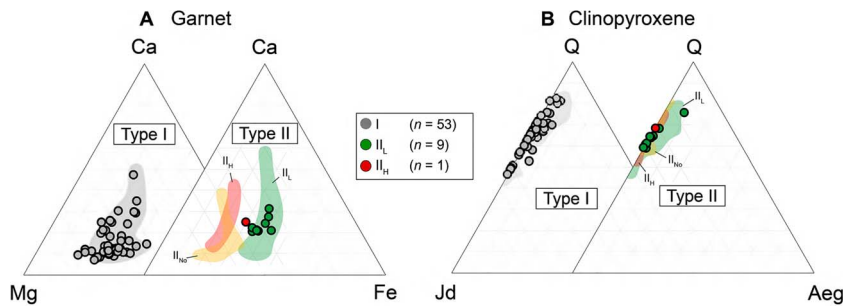 A Garnet
Ca
Ca
Type I
Type II
II_H
II_L
II_No
Mg
Fe
I (n = 53)
II_L (n = 9)
II_H (n = 1)
B Clinopyroxene
Q
Q
II_L
II_No
II_H
Type I
Type II
Jd
Aeg